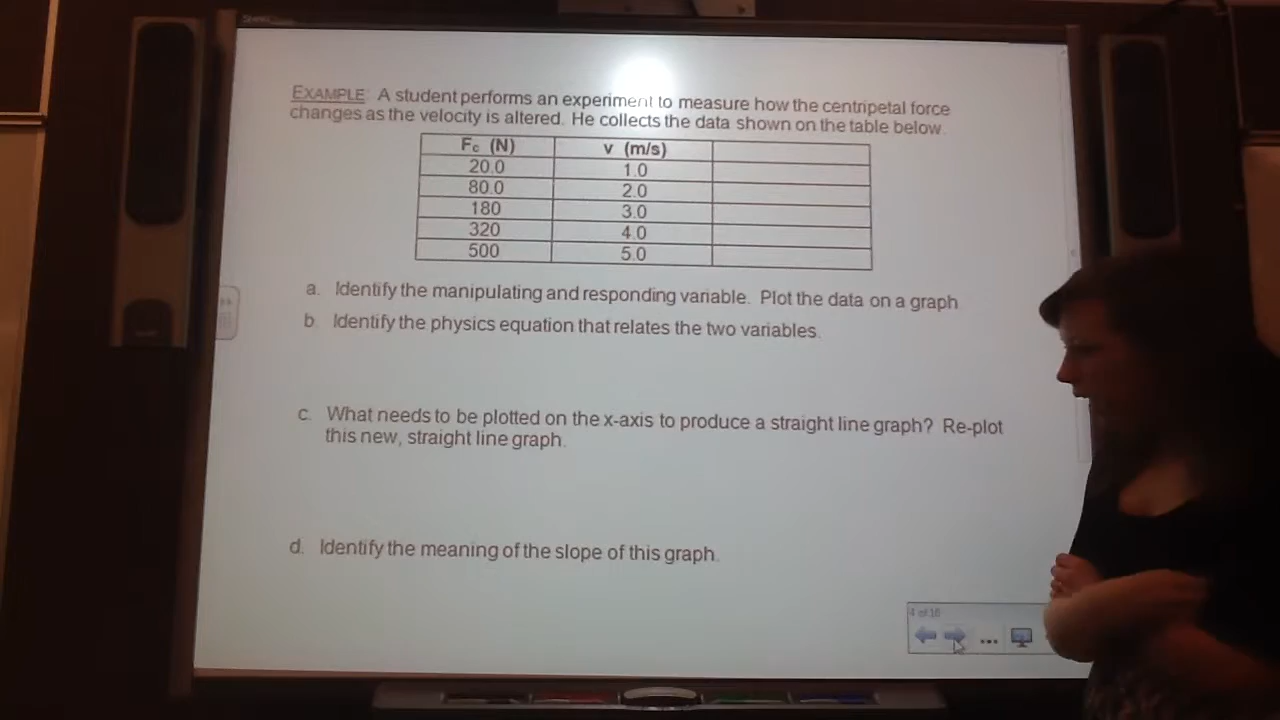 EXAMPLE: A student performs an experiment to measure how the centripetal force
changes as the velocity is altered. He collects the data shown on the table below.
Fc (N) v (m/s)
20.0 1.0
80.0 2.0
180 3.0
320 4.0
500 5.0
a. Identify the manipulating and responding variable. Plot the data on a graph.
b. Identify the physics equation that relates the two variables.
c. What needs to be plotted on the x-axis to produce a straight line graph? Re-plot
this new, straight line graph.
d. Identify the meaning of the slope of this graph.
4 of 16